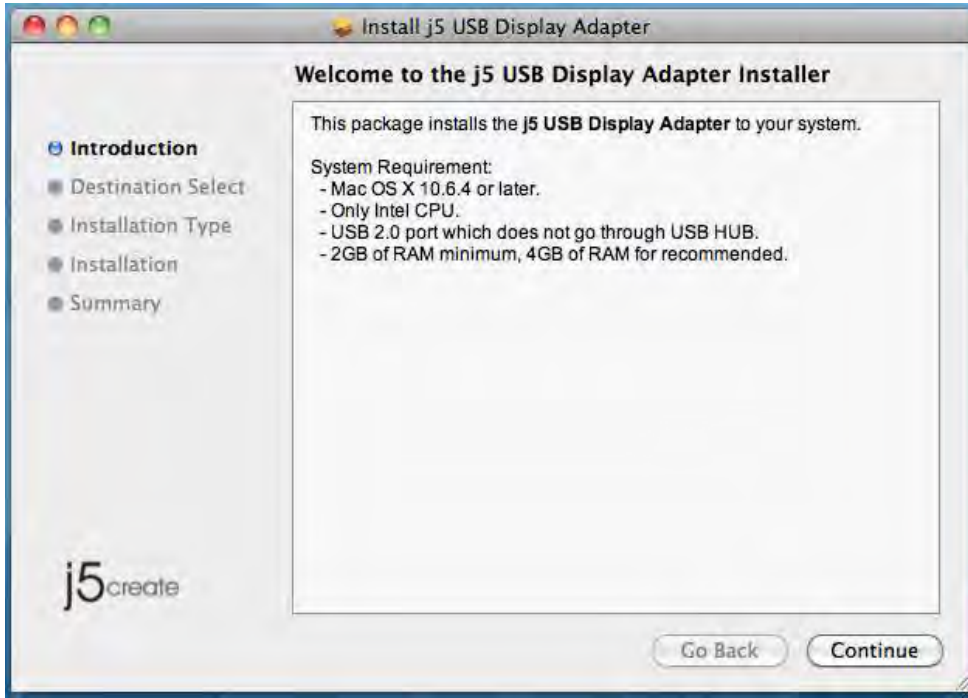 Install j5 USB Display Adapter
Welcome to the j5 USB Display Adapter Installer
Introduction
Destination Select
Installation Type
Installation
Summary
This package installs the j5 USB Display Adapter to your system.
System Requirement:
- Mac OS X 10.6.4 or later.
- Only Intel CPU.
- USB 2.0 port which does not go through USB HUB.
- 2GB of RAM minimum, 4GB of RAM for recommended.
j5create
Go Back
Continue